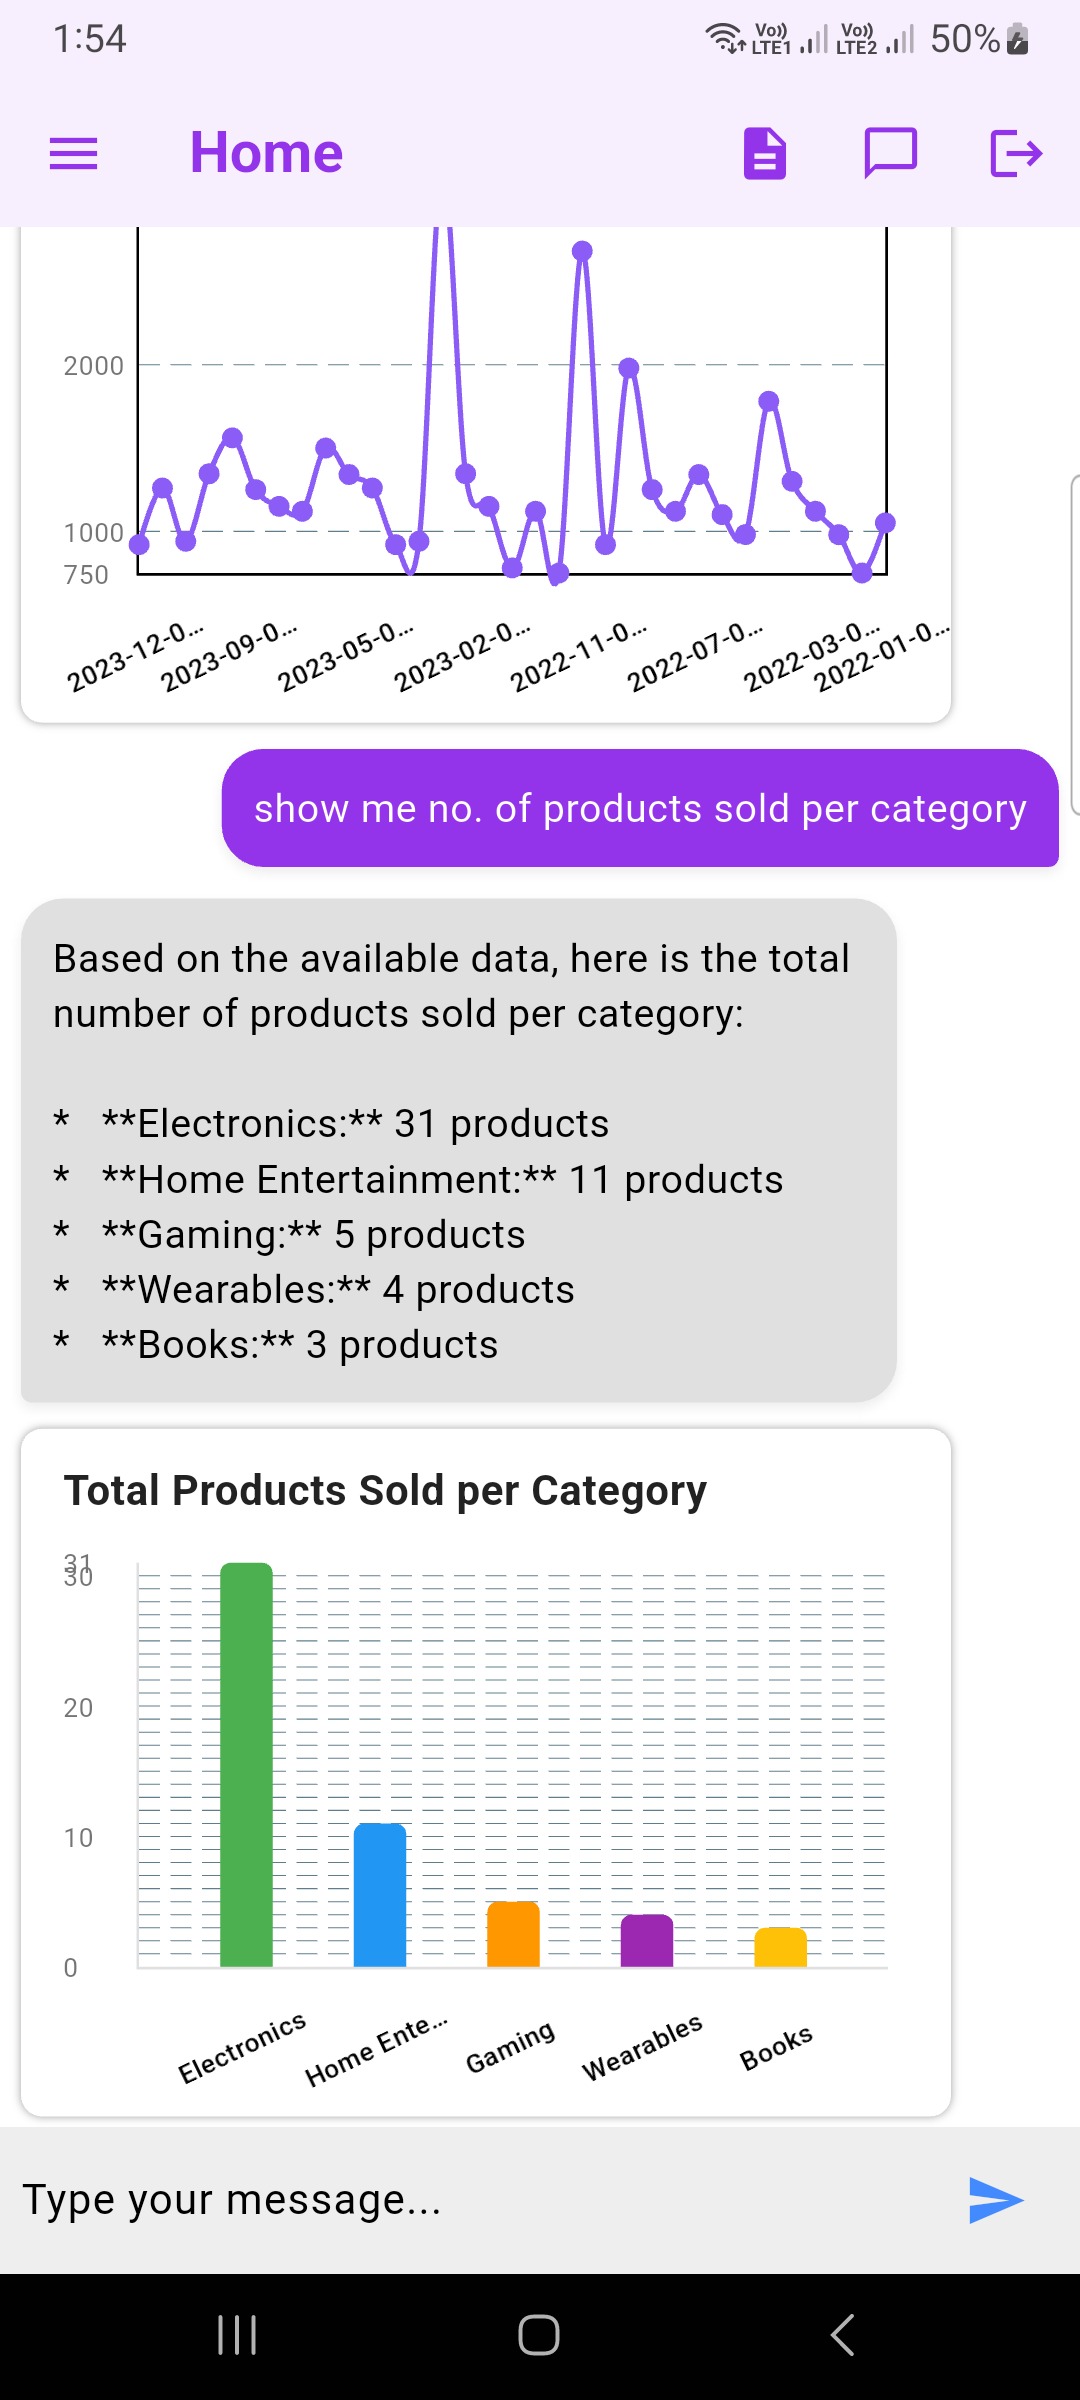 1:54
Vo)) LTE1 Vo)) LTE2 50%
Home
2000
1000
750
2023-12-0...
2023-09-0...
2023-05-0...
2023-02-0...
2022-11-0...
2022-07-0...
2022-03-0...
2022-01-0...
show me no. of products sold per category
Based on the available data, here is the total
number of products sold per category:
*   **Electronics:** 31 products
*   **Home Entertainment:** 11 products
*   **Gaming:** 5 products
*   **Wearables:** 4 products
*   **Books:** 3 products
Total Products Sold per Category
31
30
20
10
0
Electronics
Home Ente...
Gaming
Wearables
Books
Type your message...